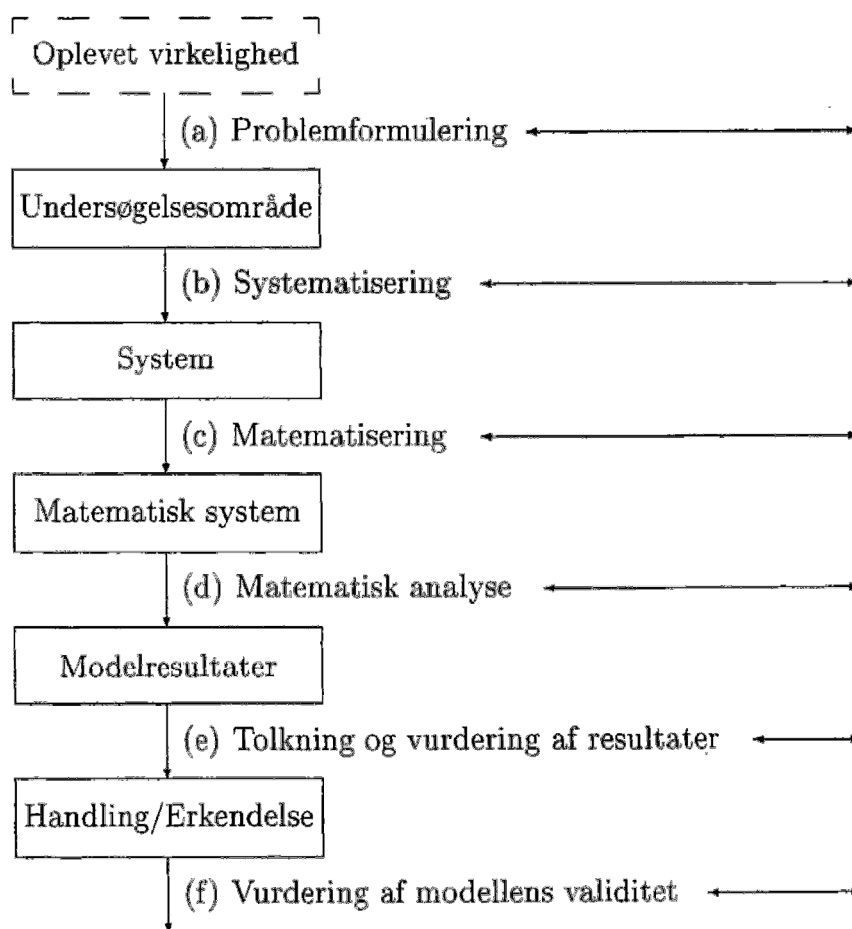 Oplevet virkelighed
(a) Problemformulering
Undersøgelsesområde
(b) Systematisering
System
(c) Matematisering
Matematisk system
(d) Matematisk analyse
Modelresultater
(e) Tolkning og vurdering af resultater
Handling/Erkendelse
(f) Vurdering af modellens validitet